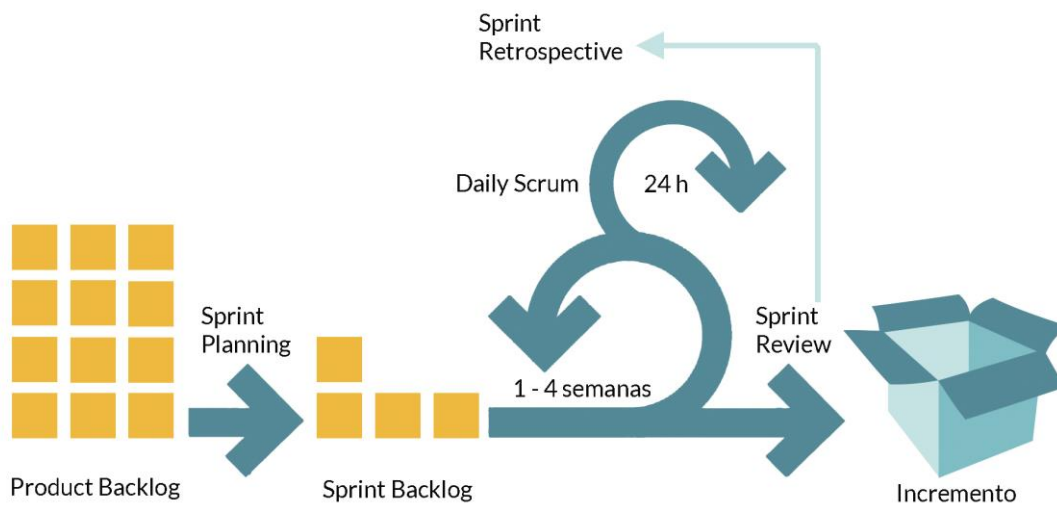 Sprint
Retrospective
Daily Scrum
24 h
Sprint
Planning
1 - 4 semanas
Sprint
Review
Product Backlog
Sprint Backlog
Incremento